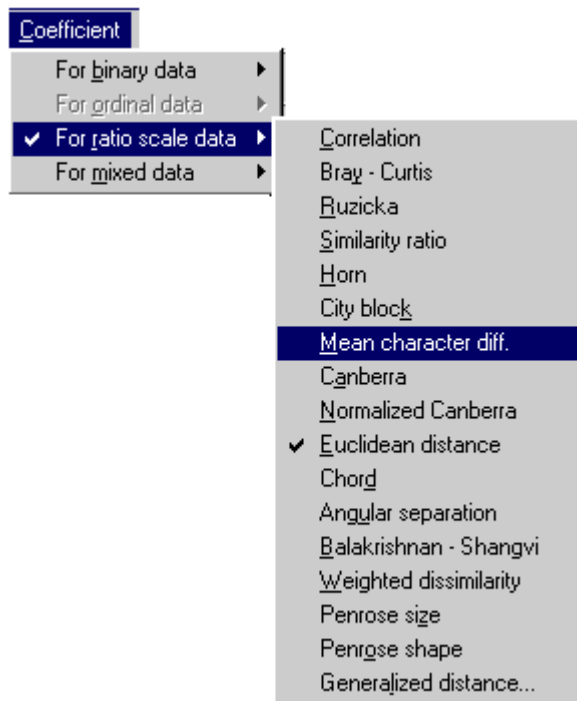 Coefficient
For binary data
For ordinal data
For ratio scale data
For mixed data
Correlation
Bray - Curtis
Ruzicka
Similarity ratio
Horn
City block
Mean character diff.
Canberra
Normalized Canberra
Euclidean distance
Chord
Angular separation
Balakrishnan - Shangvi
Weighted dissimilarity
Penrose size
Penrose shape
Generalized distance...